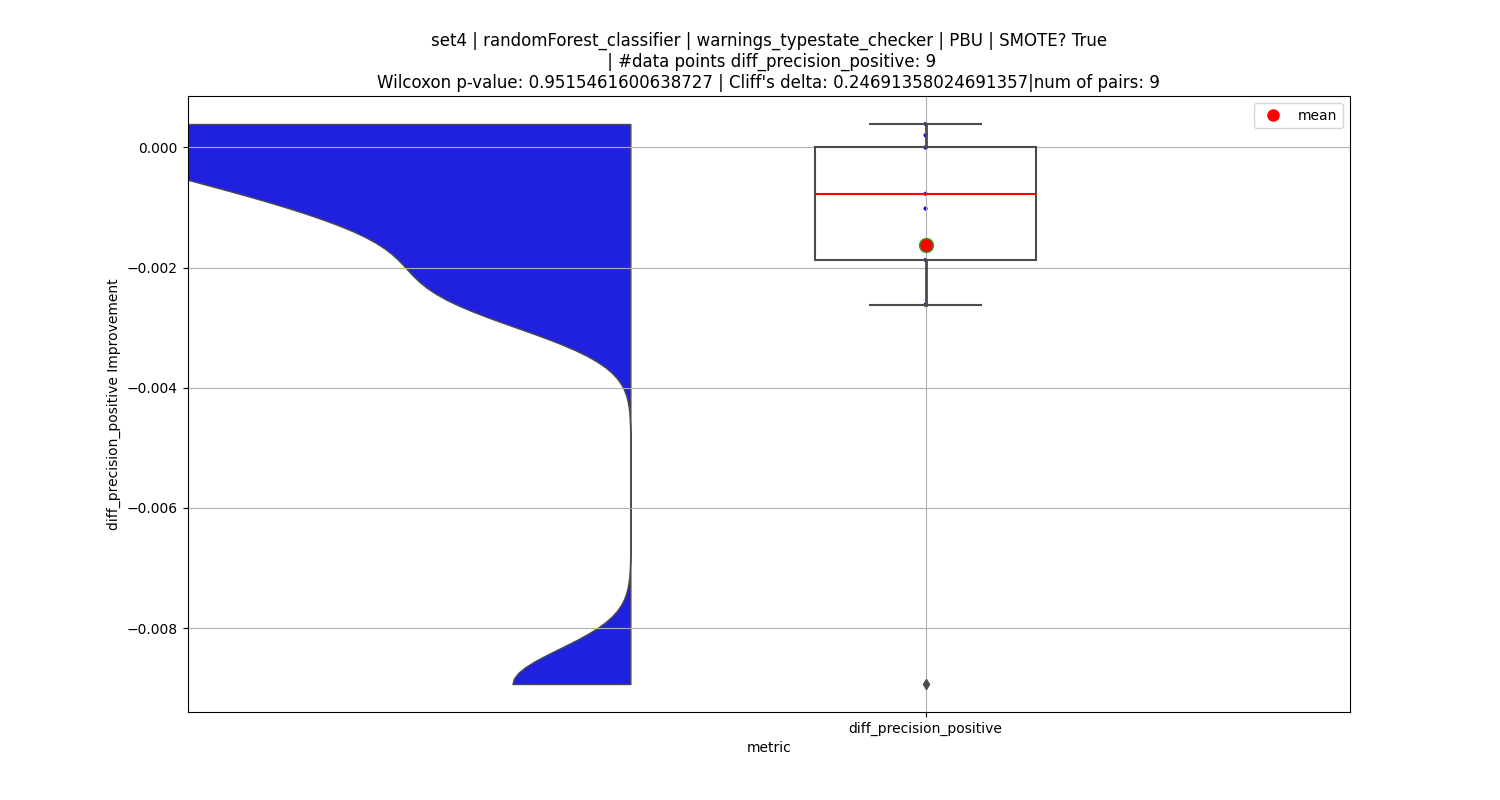 set4 | randomForest_classifier | warnings_typestate_checker | PBU | SMOTE? True
| #data points diff_precision_positive: 9
Wilcoxon p-value: 0.9515461600638727 | Cliff's delta: 0.24691358024691357|num of pairs: 9
mean
0.000
−0.002
−0.004
−0.006
−0.008
diff_precision_positive Improvement
diff_precision_positive
metric